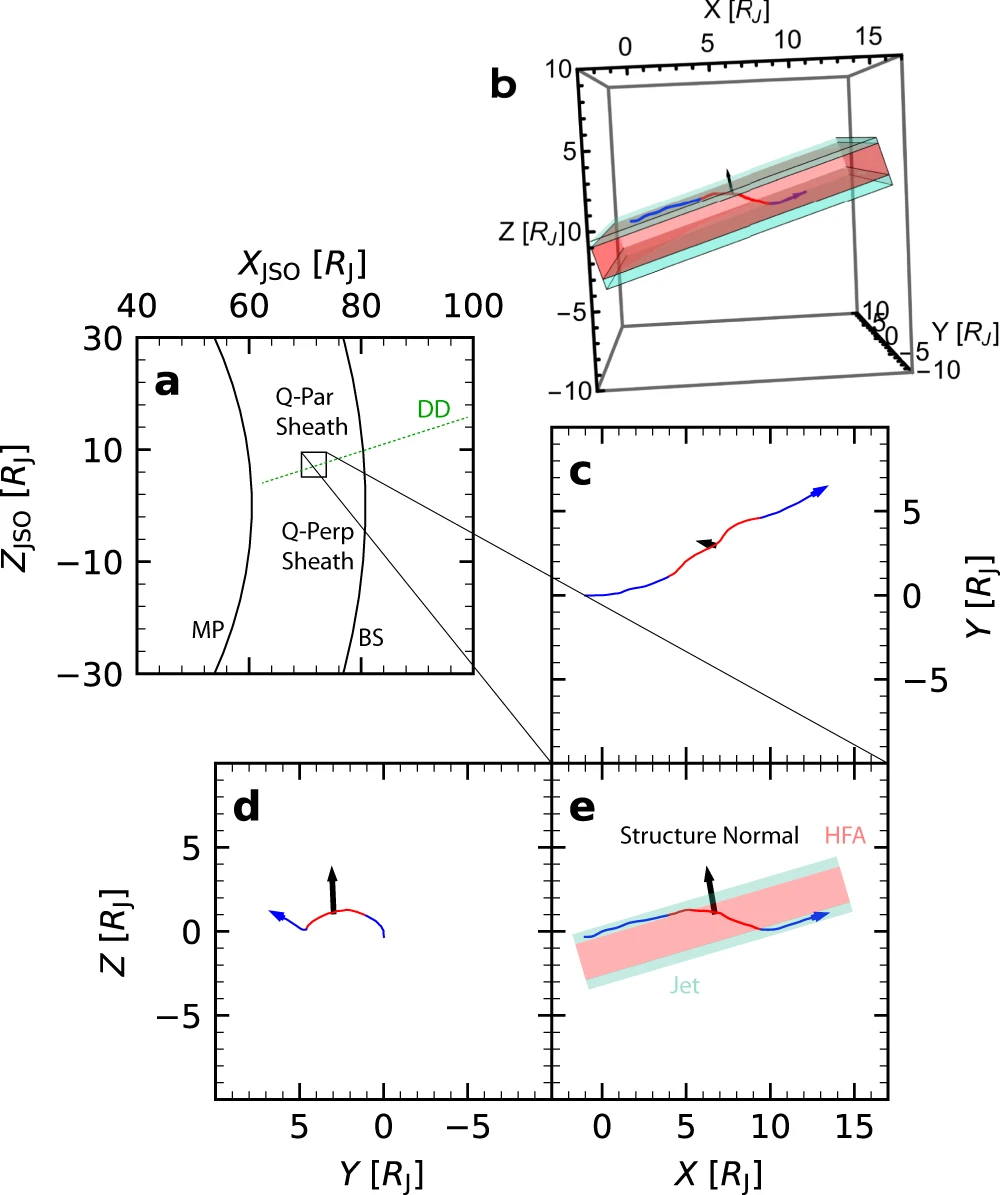 X [R_J]
0 5 10 15
b
10
5
Z [R_J] 0
−5
−10
10
5
0
−5
−10
Y [R_J]
X_JSO [R_J]
40 60 80 100
30
10
−10
−30
Z_JSO [R_J]
a
Q-Par
Sheath
DD
Q-Perp
Sheath
MP
BS
c
5
0
−5
Y [R_J]
d
5
0
−5
Z [R_J]
5 0 −5
Y [R_J]
e
Structure Normal
HFA
Jet
0 5 10 15
X [R_J]